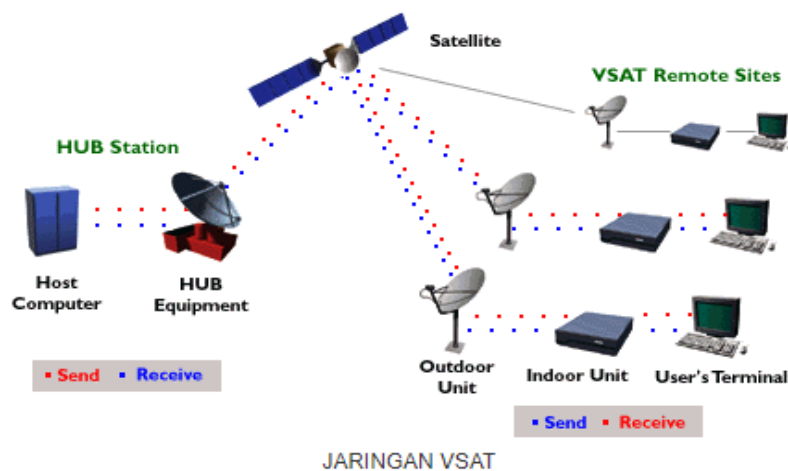 Satellite
VSAT Remote Sites
HUB Station
Host
Computer
HUB
Equipment
Send Receive
Outdoor
Unit
Indoor Unit
User's Terminal
Send Receive
JARINGAN VSAT